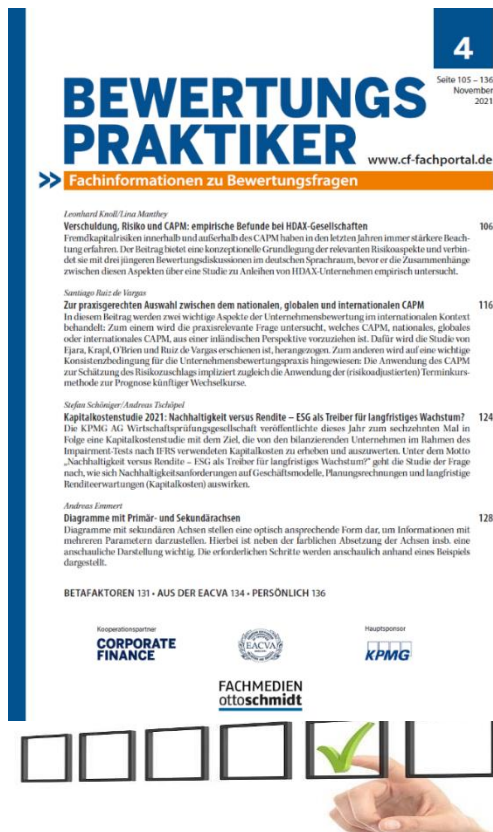 4
Seite 105 – 136
November
2021
BEWERTUNGS
PRAKTIKER
www.cf-fachportal.de
>> Fachinformationen zu Bewertungsfragen
Leonhard Knoll/Lina Manthey
Verschuldung, Risiko und CAPM: empirische Befunde bei HDAX-Gesellschaften 106
Fremdkapitalrisiken innerhalb und außerhalb des CAPM haben in den letzten Jahren immer stärkere Beach-
tung erfahren. Der Beitrag bietet eine konzeptionelle Grundlegung der relevanten Risikoaspekte und verbin-
det sie mit drei jüngeren Bewertungsdiskussionen im deutschen Sprachraum, bevor er die Zusammenhänge
zwischen diesen Aspekten über eine Studie zu Anleihen von HDAX-Unternehmen empirisch untersucht.
Santiago Ruiz de Vargas
Zur praxisgerechten Auswahl zwischen dem nationalen, globalen und internationalen CAPM 116
In diesem Beitrag werden zwei wichtige Aspekte der Unternehmensbewertung im internationalen Kontext
behandelt: Zum einem wird die praxisrelevante Frage untersucht, welches CAPM, nationales, globales
oder internationales CAPM, aus einer inländischen Perspektive vorzuziehen ist. Dafür wird die Studie von
Ejara, Krapl, O'Brien und Ruiz de Vargas erschienen ist, herangezogen. Zum anderen wird auf eine wichtige
Konsistenzbedingung für die Unternehmensbewertungspraxis hingewiesen: Die Anwendung des CAPM
zur Schätzung des Risikozuschlags impliziert zugleich die Anwendung der (risikoadjustierten) Terminkurs-
methode zur Prognose künftiger Wechselkurse.
Stefan Schöniger/Andreas Tschöpel
Kapitalkostenstudie 2021: Nachhaltigkeit versus Rendite – ESG als Treiber für langfristiges Wachstum? 124
Die KPMG AG Wirtschaftsprüfungsgesellschaft veröffentlichte dieses Jahr zum sechzehnten Mal in
Folge eine Kapitalkostenstudie mit dem Ziel, die von den bilanzierenden Unternehmen im Rahmen des
Impairment-Tests nach IFRS verwendeten Kapitalkosten zu erheben und auszuwerten. Unter dem Motto
„Nachhaltigkeit versus Rendite – ESG als Treiber für langfristiges Wachstum?“ geht die Studie der Frage
nach, wie sich Nachhaltigkeitsanforderungen auf Geschäftsmodelle, Planungsrechnungen und langfristige
Renditeerwartungen (Kapitalkosten) auswirken.
Andreas Emmert
Diagramme mit Primär- und Sekundärachsen 128
Diagramme mit sekundären Achsen stellen eine optisch ansprechende Form dar, um Informationen mit
mehreren Parametern darzustellen. Hierbei ist neben der farblichen Absetzung der Achsen insb. eine
anschauliche Darstellung wichtig. Die erforderlichen Schritte werden anschaulich anhand eines Beispiels
dargestellt.
BETAFAKTOREN 131 • AUS DER EACVA 134 • PERSÖNLICH 136
Kooperationspartner
Hauptsponsor
CORPORATE
FINANCE
EACVA
KPMG
FACHMEDIEN
ottoschmidt